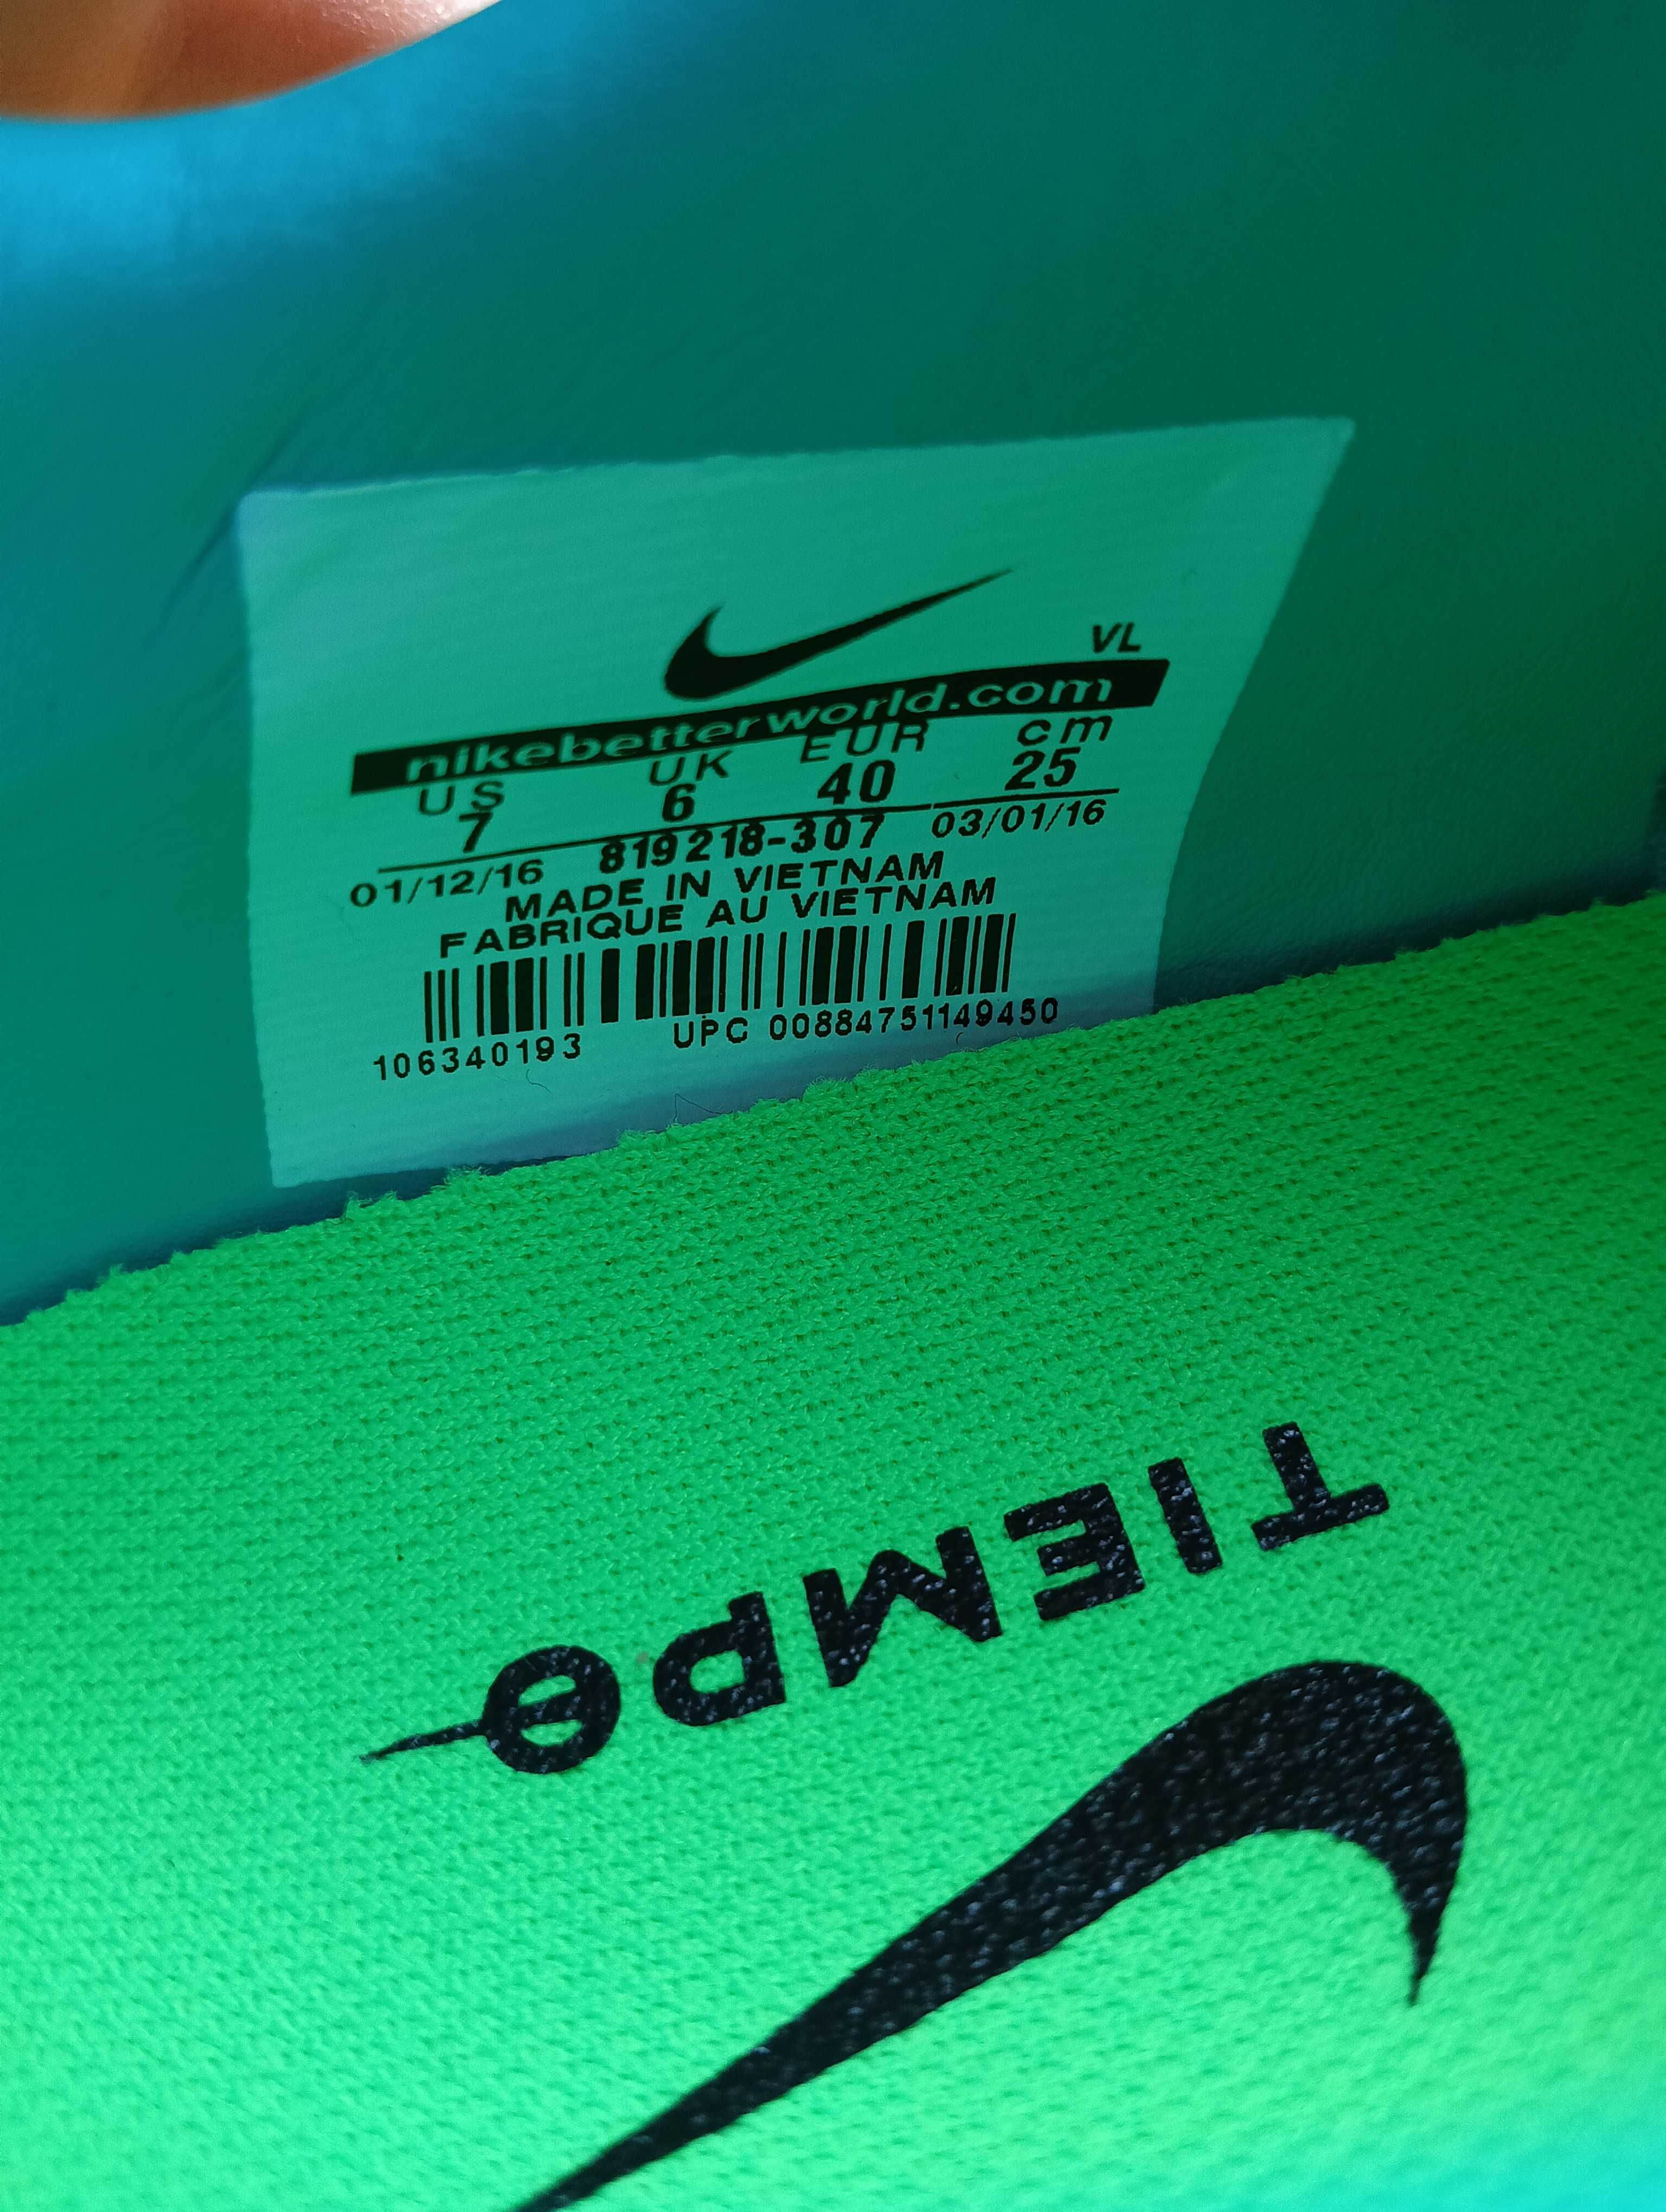 VL
nikebetterworld.com
US UK EUR cm
7 6 40 25
01/12/16 819218-307 03/01/16
MADE IN VIETNAM
FABRIQUE AU VIETNAM
106340193 UPC 00884751149450
TIEMPO